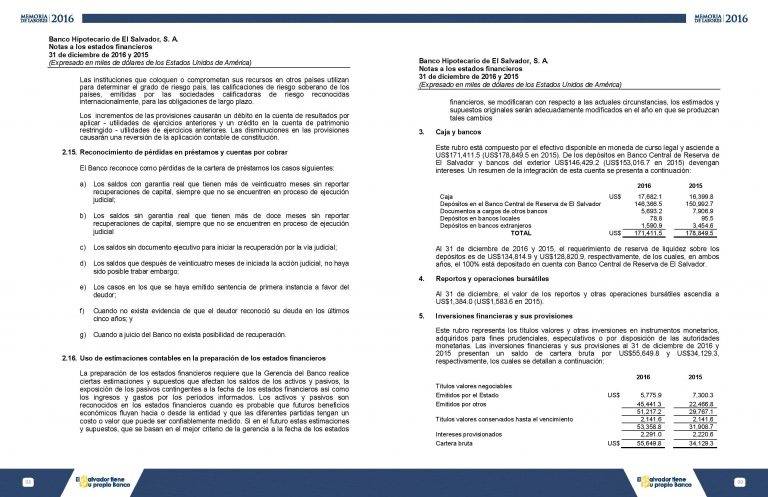 MEMORIA
DE LABORES 2016
Banco Hipotecario de El Salvador, S. A.
Notas a los estados financieros
31 de diciembre de 2016 y 2015
(Expresado en miles de dólares de los Estados Unidos de América)
Las instituciones que coloquen o comprometan sus recursos en otros países utilizan
para determinar el grado de riesgo país, las calificaciones de riesgo soberano de los
países, emitidas por las sociedades calificadoras de riesgo reconocidas
internacionalmente, para las obligaciones de largo plazo.
Los incrementos de las provisiones causarán un débito en la cuenta de resultados por
aplicar - utilidades de ejercicios anteriores y un crédito en la cuenta de patrimonio
restringido - utilidades de ejercicios anteriores. Las disminuciones en las provisiones
causarán una reversión de la aplicación contable de constitución.
2.15. Reconocimiento de pérdidas en préstamos y cuentas por cobrar
El Banco reconoce como pérdidas de la cartera de préstamos los casos siguientes:
a) Los saldos con garantía real que tienen más de veinticuatro meses sin reportar
recuperaciones de capital, siempre que no se encuentren en proceso de ejecución
judicial;
b) Los saldos sin garantía real que tienen más de doce meses sin reportar
recuperaciones de capital, siempre que no se encuentren en proceso de ejecución
judicial
c) Los saldos sin documento ejecutivo para iniciar la recuperación por la vía judicial;
d) Los saldos que después de veinticuatro meses de iniciada la acción judicial, no haya
sido posible trabar embargo;
e) Los casos en los que se haya emitido sentencia de primera instancia a favor del
deudor;
f) Cuando no exista evidencia de que el deudor reconoció su deuda en los últimos
cinco años; y
g) Cuando a juicio del Banco no exista posibilidad de recuperación.
2.16. Uso de estimaciones contables en la preparación de los estados financieros
La preparación de los estados financieros requiere que la Gerencia del Banco realice
ciertas estimaciones y supuestos que afectan los saldos de los activos y pasivos, la
exposición de los pasivos contingentes a la fecha de los estados financieros así como
los ingresos y gastos por los períodos informados. Los activos y pasivos son
reconocidos en los estados financieros cuando es probable que futuros beneficios
económicos fluyan hacia o desde la entidad y que las diferentes partidas tengan un
costo o valor que puede ser confiablemente medido. Si en el futuro estas estimaciones
y supuestos, que se basan en el mejor criterio de la gerencia a la fecha de los estados
El Salvador tiene
su propio Banco
MEMORIA
DE LABORES 2016
Banco Hipotecario de El Salvador, S. A.
Notas a los estados financieros
31 de diciembre de 2016 y 2015
(Expresado en miles de dólares de los Estados Unidos de América)
financieros, se modificaran con respecto a las actuales circunstancias, los estimados y
supuestos originales serán adecuadamente modificados en el año en que se produzcan
tales cambios
3. Caja y bancos
Este rubro está compuesto por el efectivo disponible en moneda de curso legal y asciende a
US$171,411.5 (US$178,849.5 en 2015). De los depósitos en Banco Central de Reserva de
El Salvador y bancos del exterior US$146,429.2 (US$153,016.7 en 2015) devengan
intereses. Un resumen de la integración de esta cuenta se presenta a continuación:
2016 2015
Caja US$ 17,682.1 16,399.8
Depósitos en el Banco Central de Reserva de El Salvador 146,366.5 150,992.7
Documentos a cargos de otros bancos 5,693.2 7,906.9
Depósitos en bancos locales 78.8 95.5
Depósitos en bancos extranjeros 1,590.9 3,454.6
TOTAL US$ 171,411.5 178,849.5
Al 31 de diciembre de 2016 y 2015, el requerimiento de reserva de liquidez sobre los
depósitos es de US$134,814.9 y US$128,820.9, respectivamente, de los cuales, en ambos
años, el 100% está depositado en cuenta con Banco Central de Reserva de El Salvador.
4. Reportos y operaciones bursátiles
Al 31 de diciembre, el valor de los reportos y otras operaciones bursátiles ascendia a
US$1,384.0 (US$1,583.6 en 2015).
5. Inversiones financieras y sus provisiones
Este rubro representa los títulos valores y otras inversiones en instrumentos monetarios,
adquiridos para fines prudenciales, especulativos o por disposición de las autoridades
monetarias. Las inversiones financieras y sus provisiones al 31 de diciembre de 2016 y
2015 presentan un saldo de cartera bruta por US$55,649.8 y US$34,129.3,
respectivamente, los cuales se detallan a continuación:
2016 2015
Títulos valores negociables
Emitidos por el Estado US$ 5,775.9 7,300.3
Emitidos por otros 45,441.3 22,466.8
51,217.2 29,767.1
Títulos valores conservados hasta el vencimiento 2,141.6 2,141.6
53,358.8 31,908.7
Intereses provisionados 2,291.0 2,220.6
Cartera bruta US$ 55,649.8 34,129.3
El Salvador tiene
su propio Banco